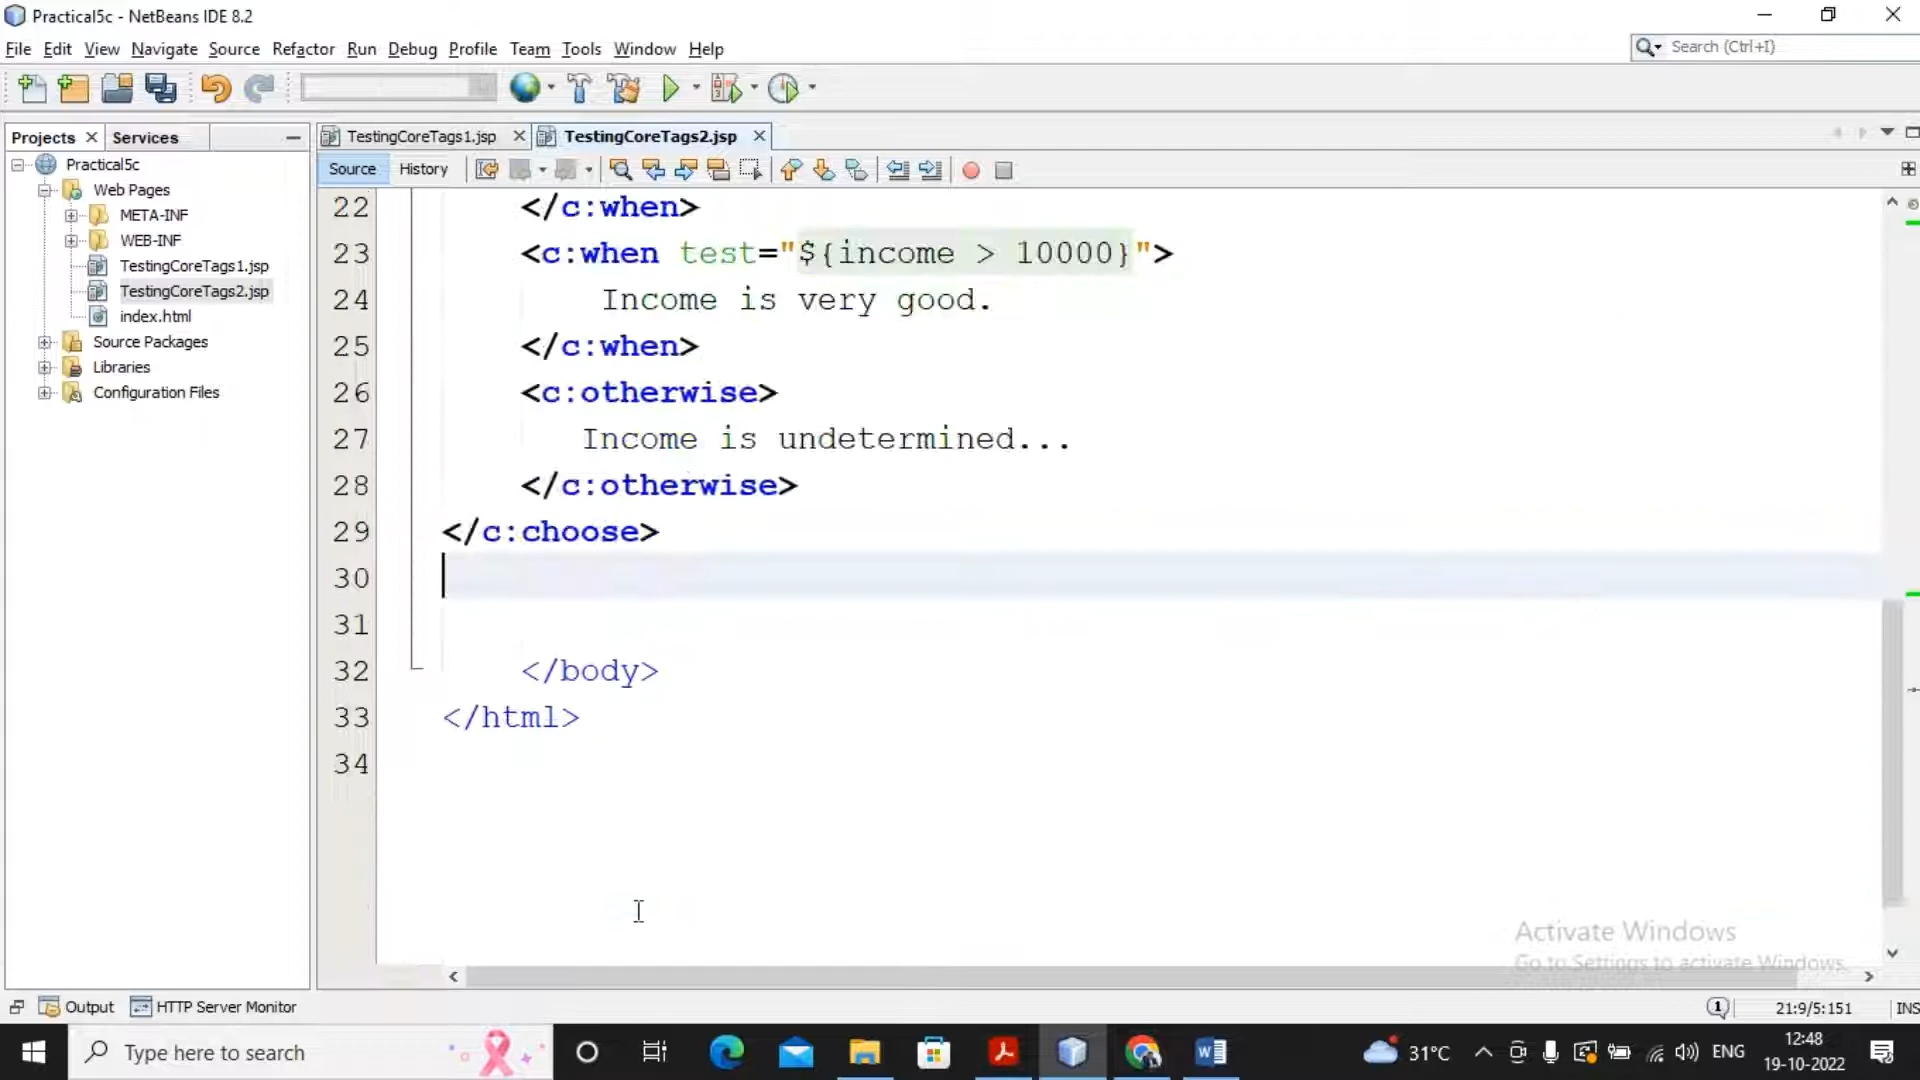 Practical5c - NetBeans IDE 8.2
File Edit View Navigate Source Refactor Run Debug Profile Team Tools Window Help
Search (Ctrl+I)
Projects Services
TestingCoreTags1.jsp TestingCoreTags2.jsp
Source History
Practical5c
Web Pages
META-INF
WEB-INF
TestingCoreTags1.jsp
TestingCoreTags2.jsp
index.html
Source Packages
Libraries
Configuration Files
22 </c:when>
23 <c:when test="${income > 10000}">
24 Income is very good.
25 </c:when>
26 <c:otherwise>
27 Income is undetermined...
28 </c:otherwise>
29 </c:choose>
30
31
32 </body>
33 </html>
34
Activate Windows
Go to Settings to activate Windows.
Output HTTP Server Monitor
1 21:9/5:151 INS
Type here to search
31°C ENG
12:48
19-10-2022